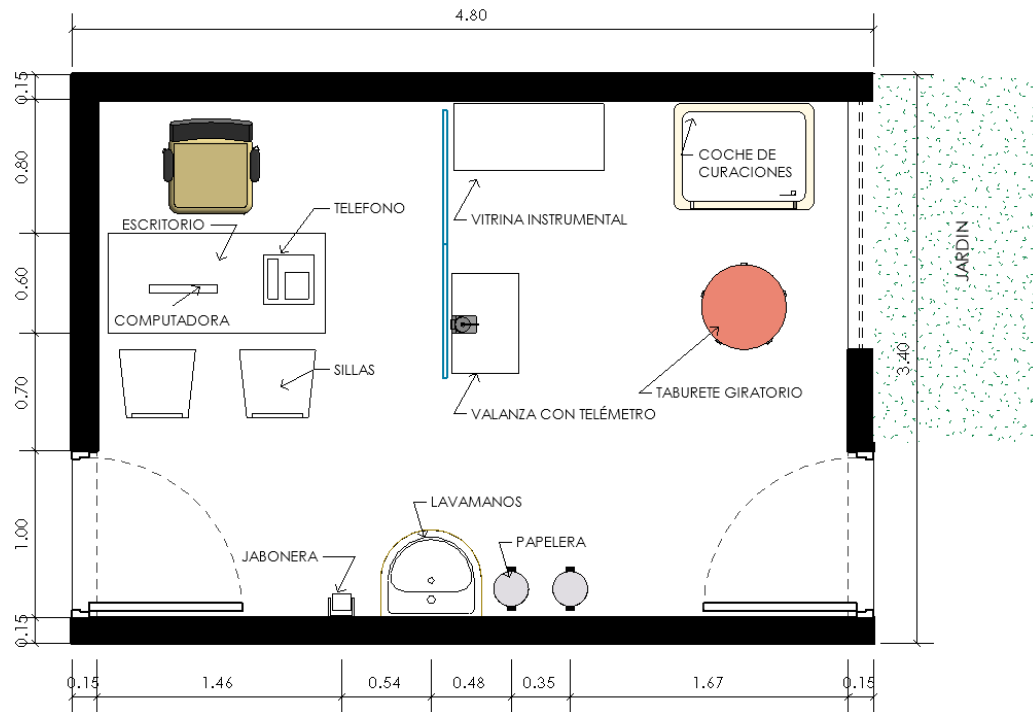 4.80
0.15
0.80
0.60
0.70
1.00
0.15
TELEFONO
ESCRITORIO
COMPUTADORA
SILLAS
VITRINA INSTRUMENTAL
COCHE DE
CURACIONES
JARDIN
3.40
TABURETE GIRATORIO
VALANZA CON TELÉMETRO
LAVAMANOS
JABONERA
PAPELERA
0.15
1.46
0.54
0.48
0.35
1.67
0.15